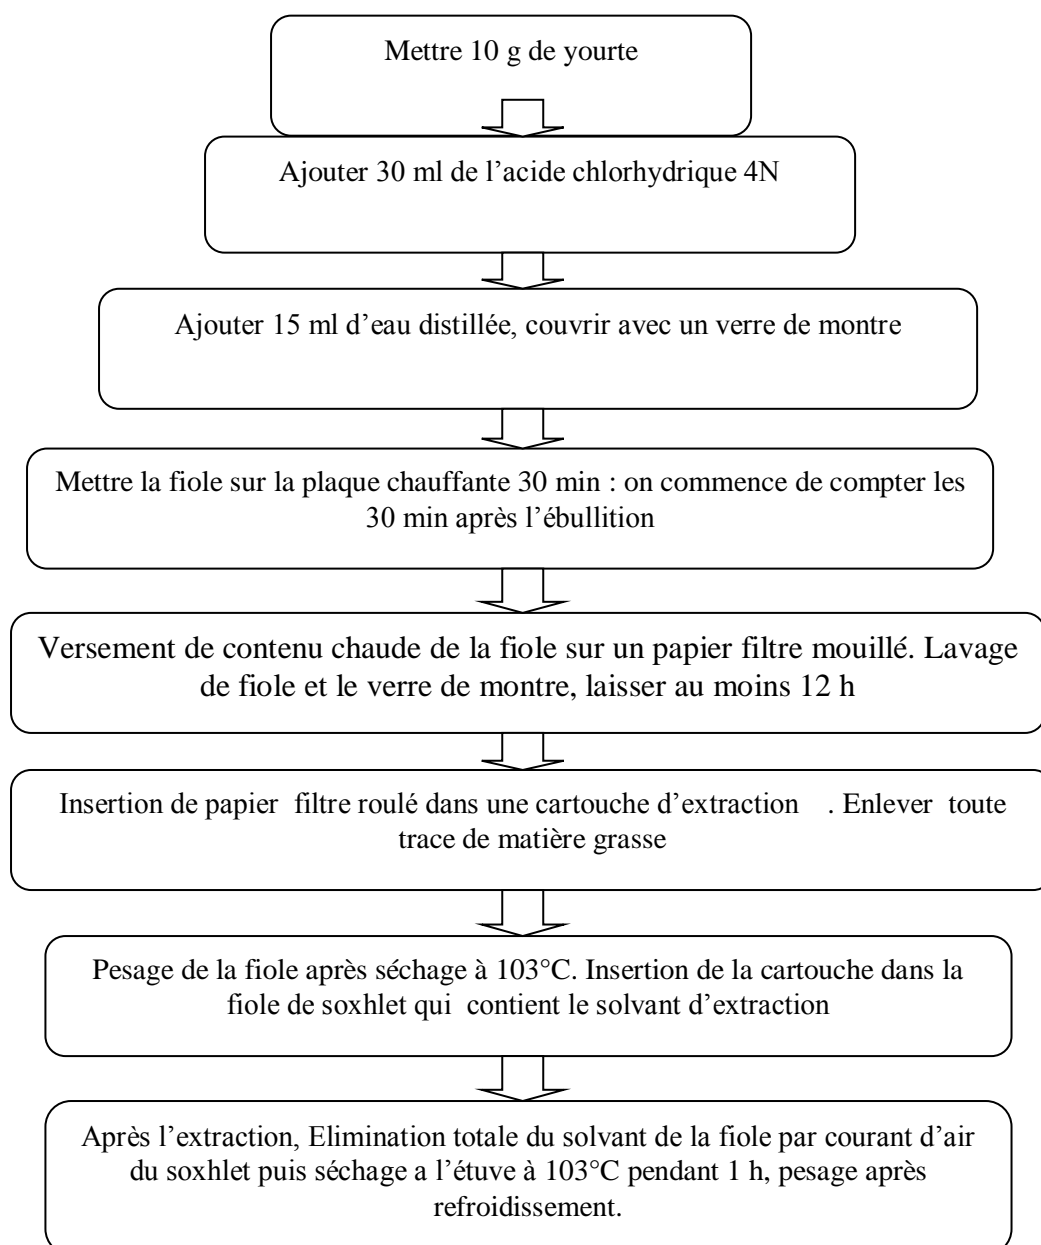 Mettre 10 g de yourte
Ajouter 30 ml de l’acide chlorhydrique 4N
Ajouter 15 ml d’eau distillée, couvrir avec un verre de montre
Mettre la fiole sur la plaque chauffante 30 min : on commence de compter les
30 min après l’ébullition
Versement de contenu chaude de la fiole sur un papier filtre mouillé. Lavage
de fiole et le verre de montre, laisser au moins 12 h
Insertion de papier filtre roulé dans une cartouche d’extraction . Enlever toute
trace de matière grasse
Pesage de la fiole après séchage à 103°C. Insertion de la cartouche dans la
fiole de soxhlet qui contient le solvant d’extraction
Après l’extraction, Elimination totale du solvant de la fiole par courant d’air
du soxhlet puis séchage a l’étuve à 103°C pendant 1 h, pesage après
refroidissement.